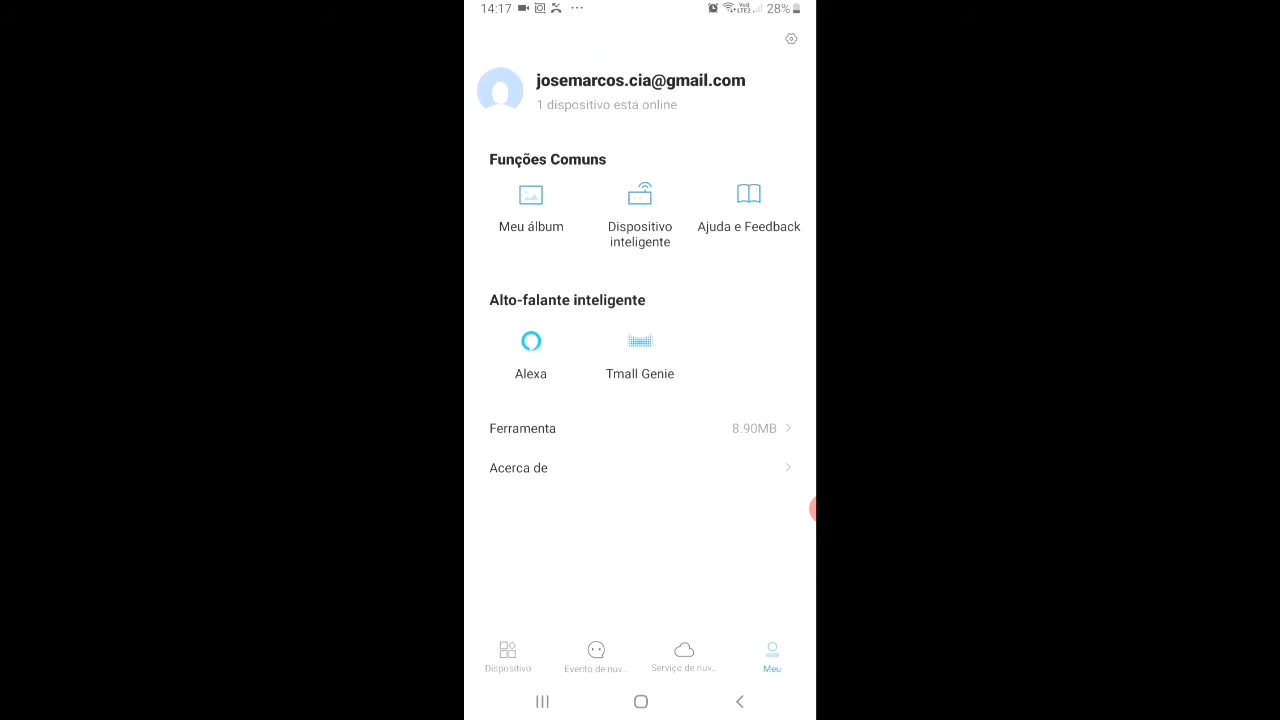 14:17 28%
josemarcos.cia@gmail.com
1 dispositivo está online
Funções Comuns
Meu álbum
Dispositivo
inteligente
Ajuda e Feedback
Alto-falante inteligente
Alexa
Tmall Genie
Ferramenta 8.90MB
Acerca de
Dispositivo
Evento de nuv...
Serviço de nuv...
Meu